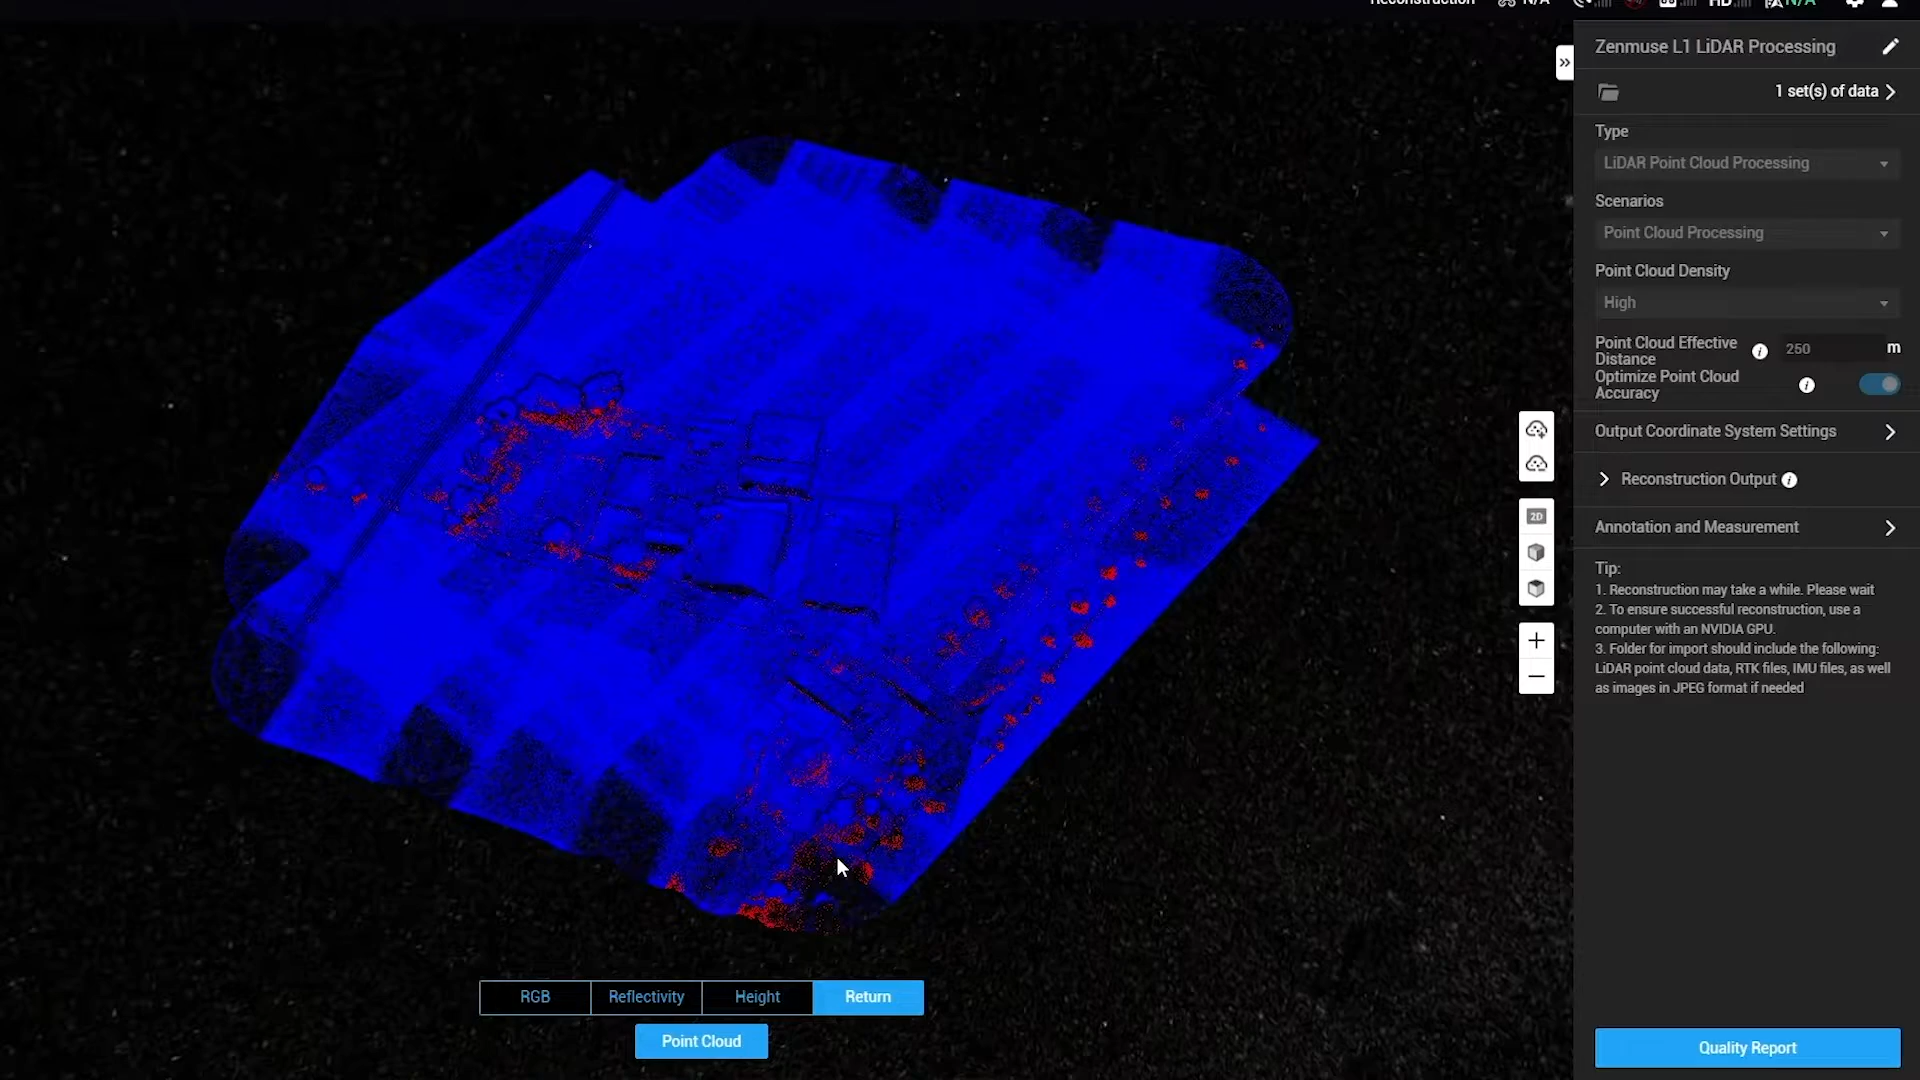 Reconstruction
N/A
HD
N/A
Zenmuse L1 LiDAR Processing
1 set(s) of data
Type
LiDAR Point Cloud Processing
Scenarios
Point Cloud Processing
Point Cloud Density
High
Point Cloud Effective
Distance
250
m
Optimize Point Cloud
Accuracy
Output Coordinate System Settings
Reconstruction Output
2D
Annotation and Measurement
Tip:
1. Reconstruction may take a while. Please wait
2. To ensure successful reconstruction, use a
computer with an NVIDIA GPU.
3. Folder for import should include the following:
LiDAR point cloud data, RTK files, IMU files, as well
as images in JPEG format if needed
RGB
Reflectivity
Height
Return
Point Cloud
Quality Report